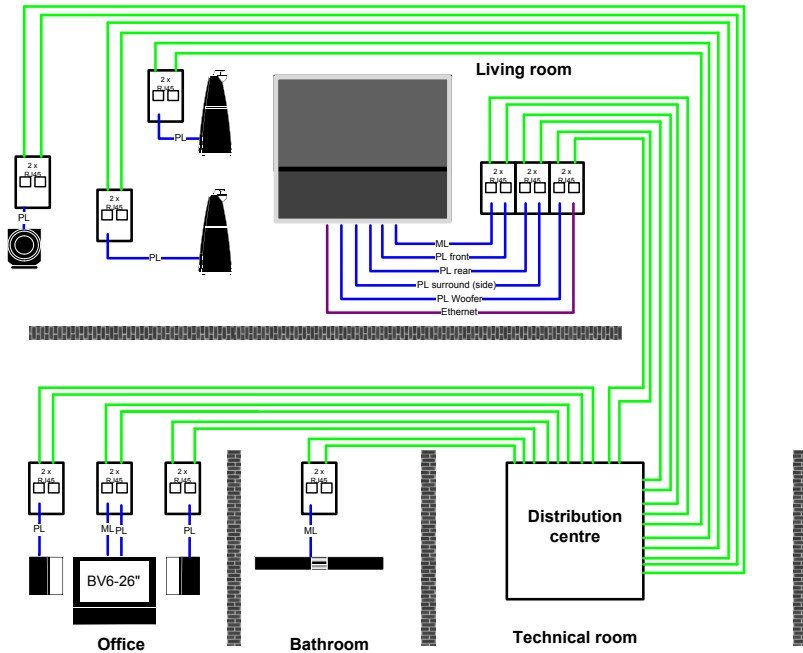 Living room
2 x
RJ45
PL
2 x
RJ45
PL
2 x
RJ45
PL
2 x
RJ45
2 x
RJ45
2 x
RJ45
ML
PL front
PL rear
PL surround (side)
PL Woofer
Ethernet
2 x
RJ45
PL
2 x
RJ45
ML
PL
2 x
RJ45
PL
2 x
RJ45
ML
BV6-26"
Distribution
centre
Office
Bathroom
Technical room